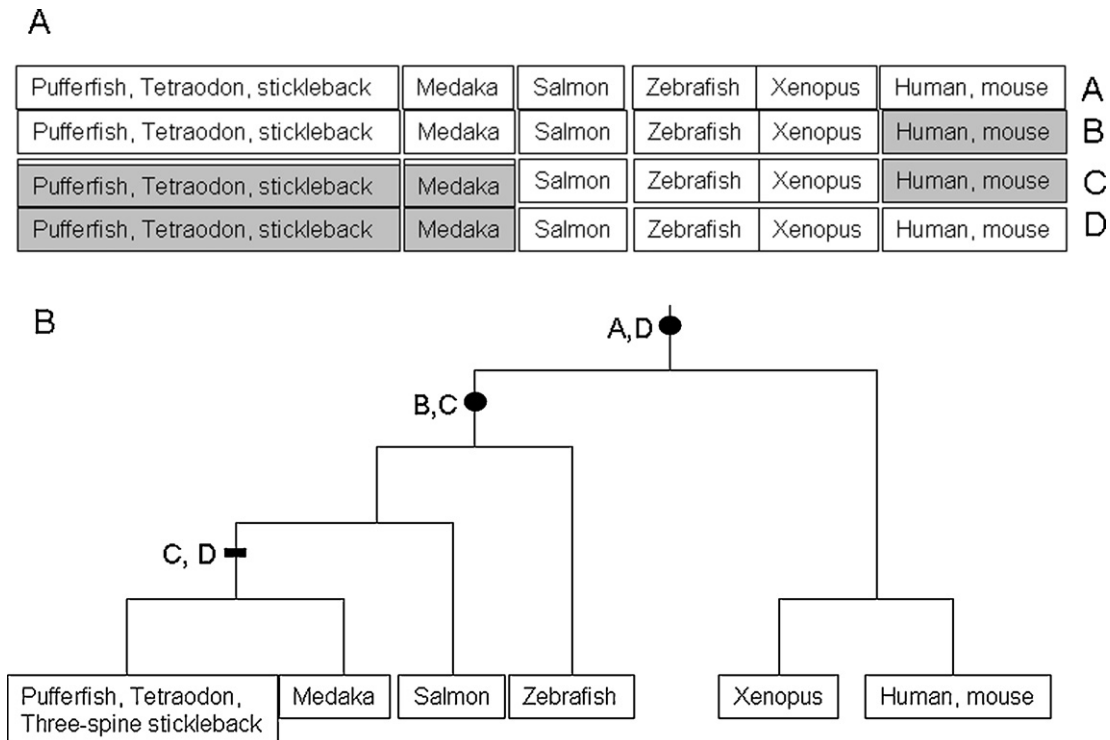 A
Pufferfish, Tetraodon, stickleback Medaka Salmon Zebrafish Xenopus Human, mouse A
Pufferfish, Tetraodon, stickleback Medaka Salmon Zebrafish Xenopus Human, mouse B
Pufferfish, Tetraodon, stickleback Medaka Salmon Zebrafish Xenopus Human, mouse C
Pufferfish, Tetraodon, stickleback Medaka Salmon Zebrafish Xenopus Human, mouse D
B
A,D
B,C
C, D
Pufferfish, Tetraodon,
Three-spine stickleback
Medaka
Salmon
Zebrafish
Xenopus
Human, mouse